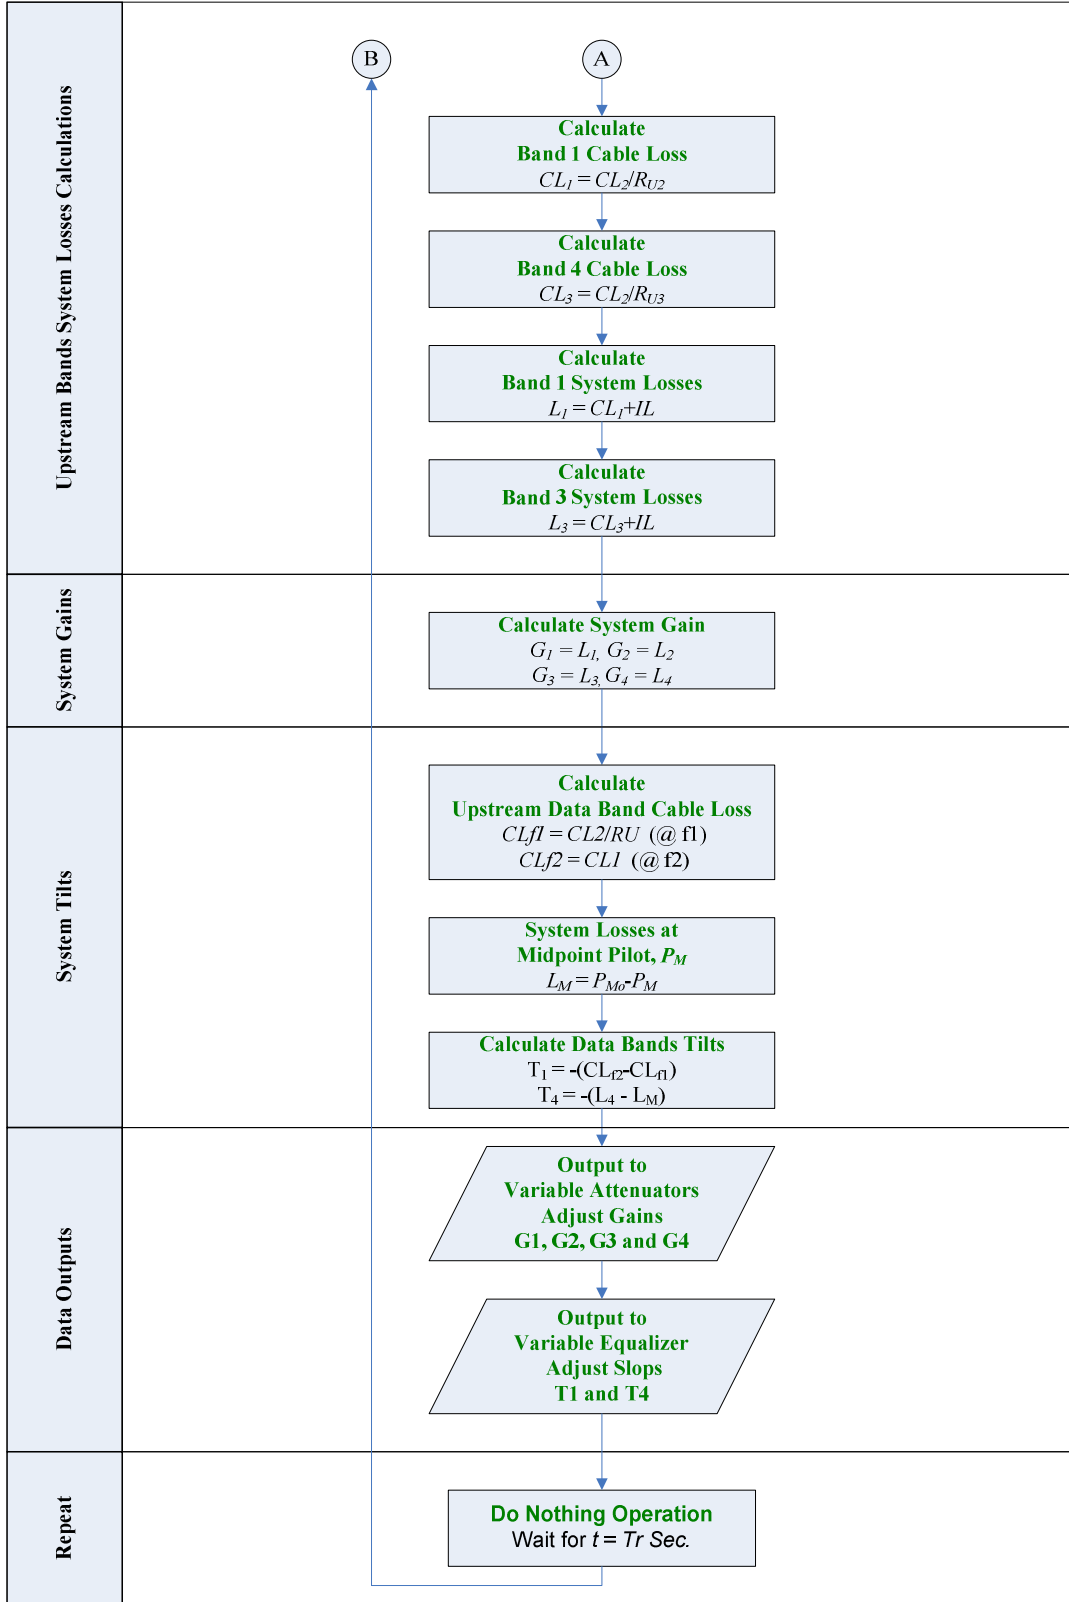 Upstream Bands System Losses Calculations
B
A
Calculate
Band 1 Cable Loss
CL1 = CL2/RU2
Calculate
Band 4 Cable Loss
CL3 = CL2/RU3
Calculate
Band 1 System Losses
L1 = CL1+IL
Calculate
Band 3 System Losses
L3 = CL3+IL
System Gains
Calculate System Gain
G1 = L1, G2 = L2
G3 = L3, G4 = L4
System Tilts
Calculate
Upstream Data Band Cable Loss
CLf1 = CL2/RU (@ f1)
CLf2 = CL1 (@ f2)
System Losses at
Midpoint Pilot, PM
LM = PMo-PM
Calculate Data Bands Tilts
T1 = -(CLf2-CLf1)
T4 = -(L4 - LM)
Data Outputs
Output to
Variable Attenuators
Adjust Gains
G1, G2, G3 and G4
Output to
Variable Equalizer
Adjust Slops
T1 and T4
Repeat
Do Nothing Operation
Wait for t = Tr Sec.